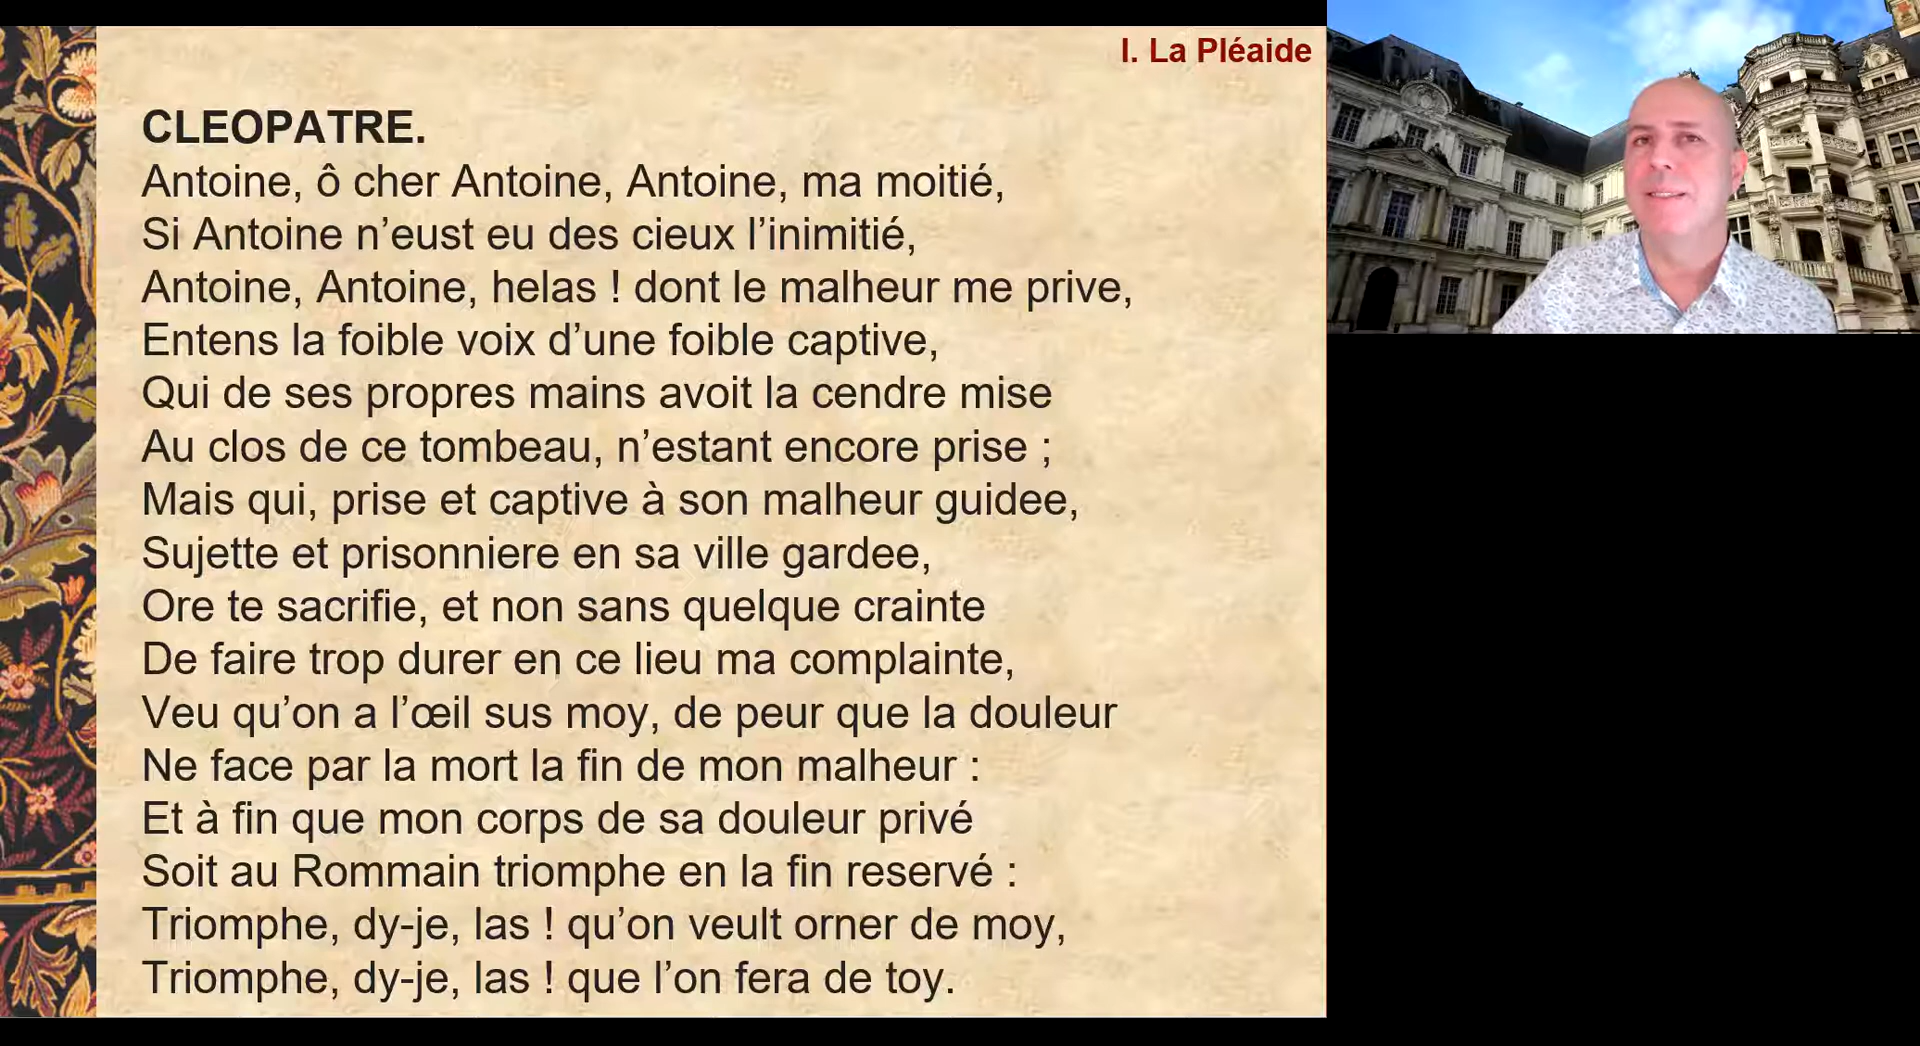 I. La Pléaide
CLEOPATRE.
Antoine, ô cher Antoine, Antoine, ma moitié,
Si Antoine n’eust eu des cieux l’inimitié,
Antoine, Antoine, helas ! dont le malheur me prive,
Entens la foible voix d’une foible captive,
Qui de ses propres mains avoit la cendre mise
Au clos de ce tombeau, n’estant encore prise ;
Mais qui, prise et captive à son malheur guidee,
Sujette et prisonniere en sa ville gardee,
Ore te sacrifie, et non sans quelque crainte
De faire trop durer en ce lieu ma complainte,
Veu qu’on a l’œil sus moy, de peur que la douleur
Ne face par la mort la fin de mon malheur :
Et à fin que mon corps de sa douleur privé
Soit au Rommain triomphe en la fin reservé :
Triomphe, dy-je, las ! qu’on veult orner de moy,
Triomphe, dy-je, las ! que l’on fera de toy.